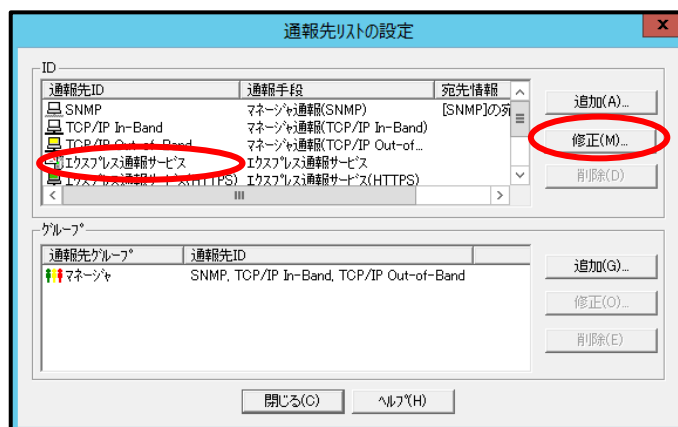 通報先リストの設定
x
ID
通報先ID 通報手段 宛先情報
SNMP マネージャ通報(SNMP) [SNMP]の宛
TCP/IP In-Band マネージャ通報(TCP/IP In-Band)
TCP/IP Out-of-Band マネージャ通報(TCP/IP Out-of...
エクスプレス通報サービス エクスプレス通報サービス
エクスプレス通報サービス(HTTPS) エクスプレス通報サービス(HTTPS)
追加(A)...
修正(M)...
削除(D)
グループ
通報先グループ 通報先ID
マネージャ SNMP, TCP/IP In-Band, TCP/IP Out-of-Band
追加(G)...
修正(O)...
削除(E)
閉じる(C) ヘルプ(H)